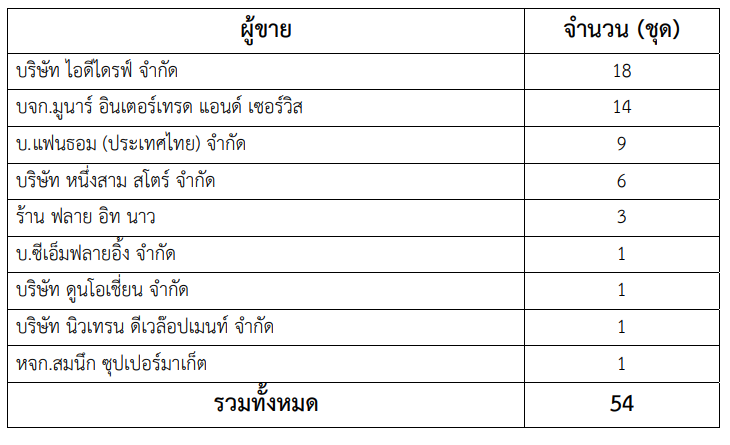 ผู้ขาย จำนวน (ชุด)
บริษัท ไอดีไดรฟ์ จำกัด 18
บจก.มูนาร์ อินเตอร์เทรด แอนด์ เซอร์วิส 14
บ.แฟนธอม (ประเทศไทย) จำกัด 9
บริษัท หนึ่งสาม สโตร์ จำกัด 6
ร้าน ฟลาย อิท นาว 3
บ.ซีเอ็มฟลายอิ้ง จำกัด 1
บริษัท ดูนโอเชี่ยน จำกัด 1
บริษัท นิวเทรน ดีเวล๊อปเมนท์ จำกัด 1
หจก.สมนึก ซุปเปอร์มาเก็ต 1
รวมทั้งหมด 54